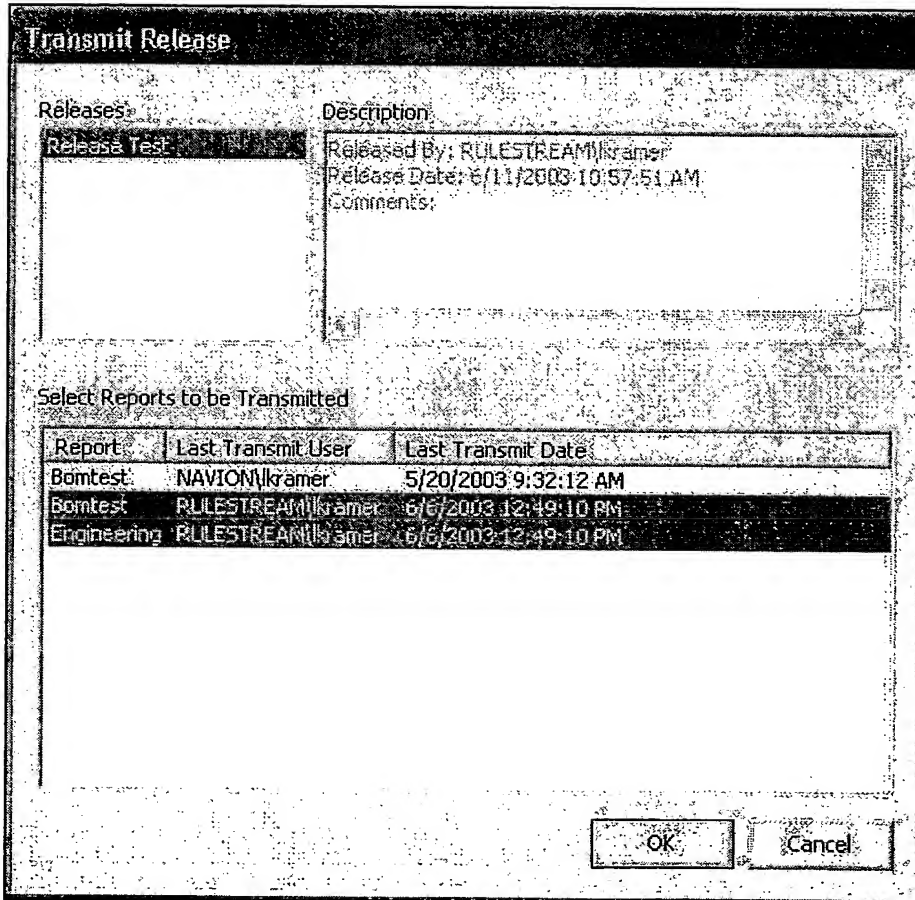 Transmit Release
Releases:
Description
Release Test
Released By: RULESTREAM\lkramer
Release Date: 6/11/2003 10:57:51 AM
Comments:
Select Reports to be Transmitted
Report Last Transmit User Last Transmit Date
Bomtest NAVION\lkramer 5/20/2003 9:32:12 AM
Bomtest RULESTREAM\lkramer 6/6/2003 12:49:10 PM
Engineering RULESTREAM\lkramer 6/6/2003 12:49:10 PM
OK Cancel